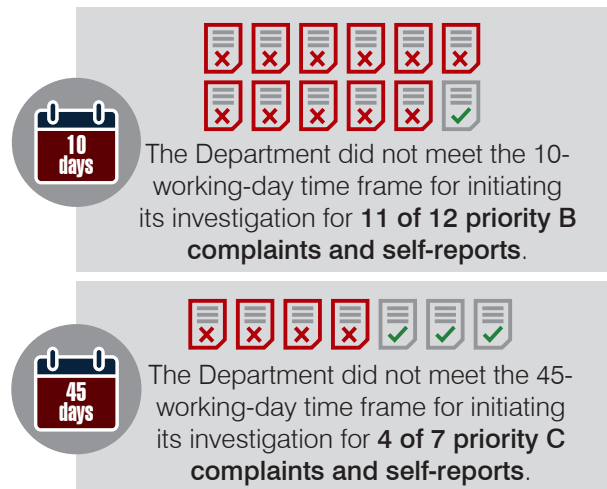 10
days
The Department did not meet the 10-
working-day time frame for initiating
its investigation for 11 of 12 priority B
complaints and self-reports.
45
days
The Department did not meet the 45-
working-day time frame for initiating
its investigation for 4 of 7 priority C
complaints and self-reports.